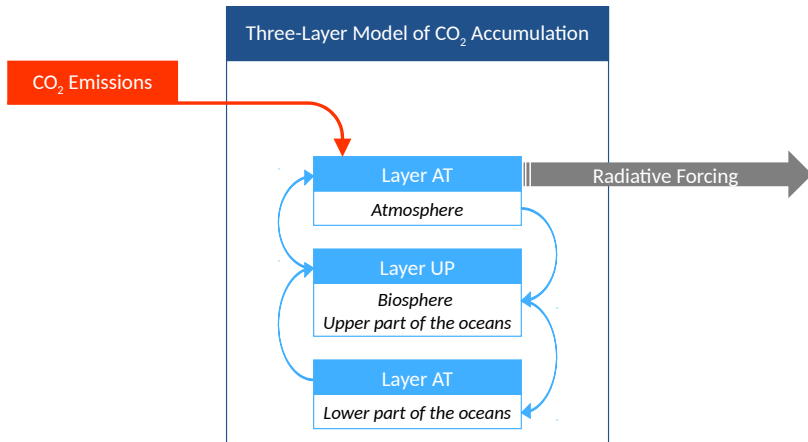 Three-Layer Model of CO₂ Accumulation
CO₂ Emissions
Layer AT
Radiative Forcing
Atmosphere
Layer UP
Biosphere
Upper part of the oceans
Layer AT
Lower part of the oceans